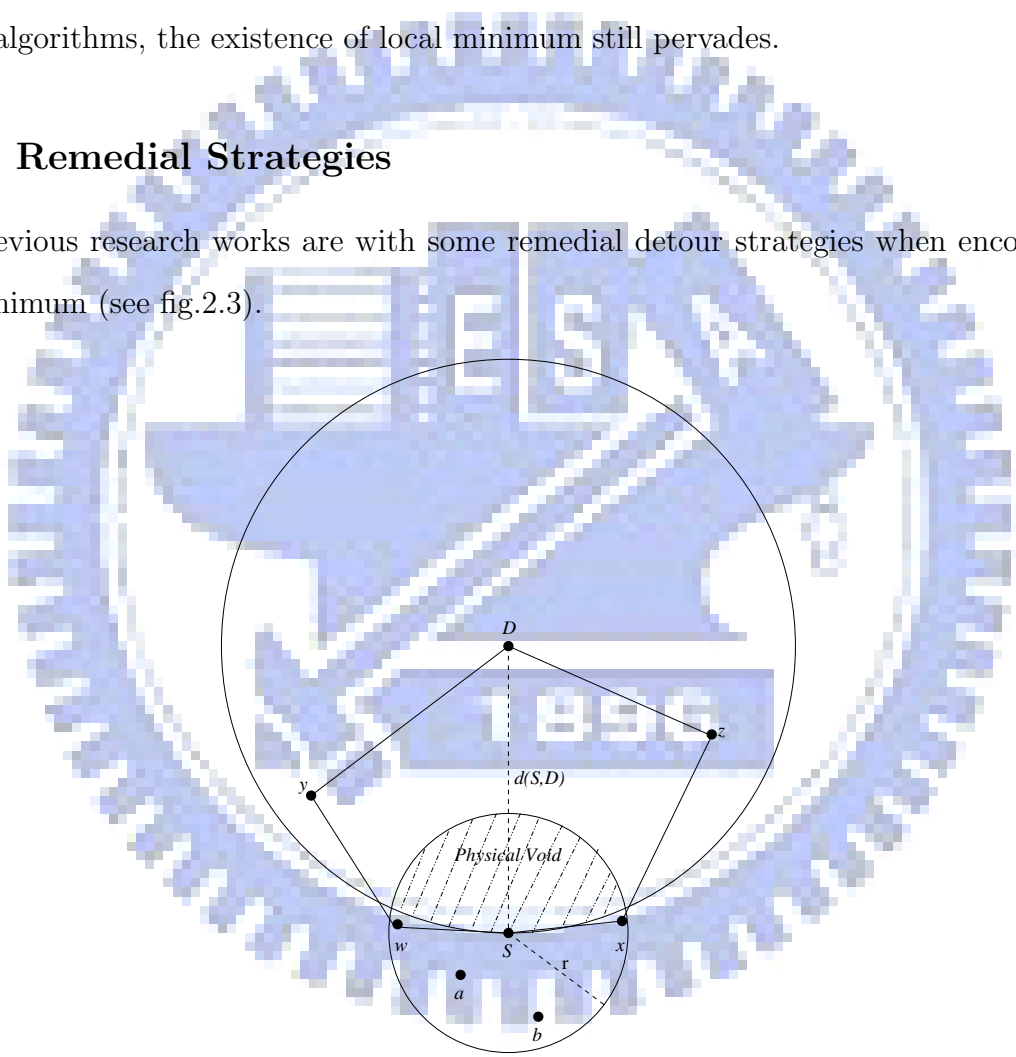 algorithms, the existence of local minimum still pervades.
Remedial Strategies
evious research works are with some remedial detour strategies when enco
nimum (see fig.2.3).
E S A
D
1896
z
d(S,D)
y
Physical Void
w
S
x
r
a
b